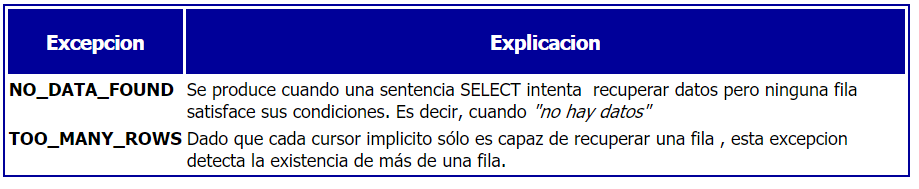 Excepcion Explicacion
NO_DATA_FOUND Se produce cuando una sentencia SELECT intenta recuperar datos pero ninguna fila
satisface sus condiciones. Es decir, cuando "no hay datos"
TOO_MANY_ROWS Dado que cada cursor implicito sólo es capaz de recuperar una fila , esta excepcion
detecta la existencia de más de una fila.